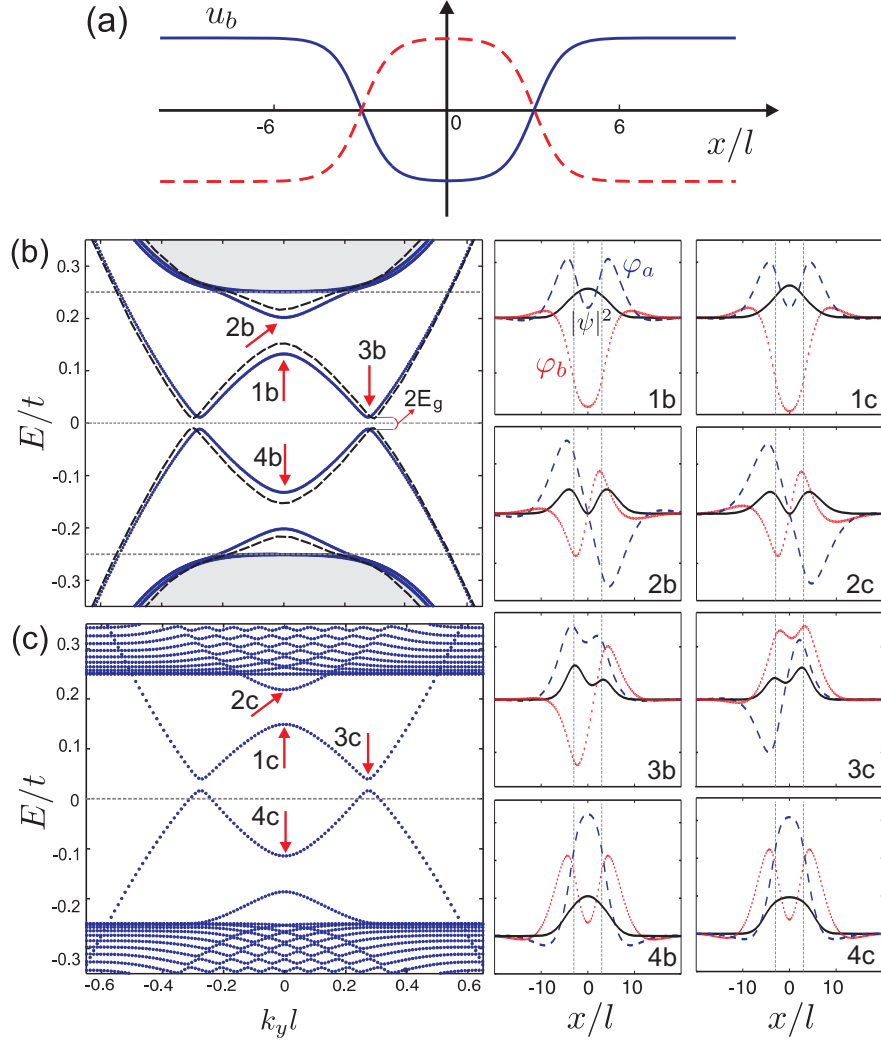 (a)
u_b
-6
0
6
x/l
(b)
0.3
0.2
0.1
0
-0.1
-0.2
-0.3
E/t
2b
1b
3b
2E_g
4b
(c)
0.3
0.2
0.1
0
-0.1
-0.2
-0.3
E/t
2c
1c
3c
4c
-0.6
-0.4
-0.2
0
0.2
0.4
0.6
k_y l
φ_a
|ψ|²
φ_b
1b
1c
2b
2c
3b
3c
4b
4c
-10
0
10
x/l
-10
0
10
x/l